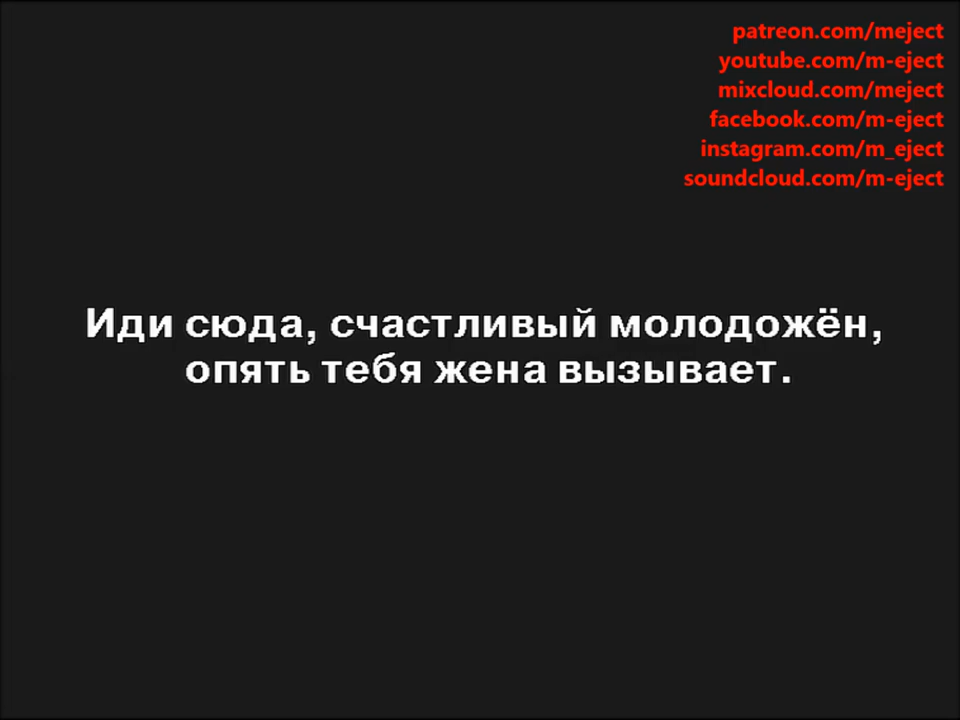 patreon.com/meject
youtube.com/m-eject
mixcloud.com/meject
facebook.com/m-eject
instagram.com/m_eject
soundcloud.com/m-eject
Иди сюда, счастливый молодожён,
опять тебя жена вызывает.